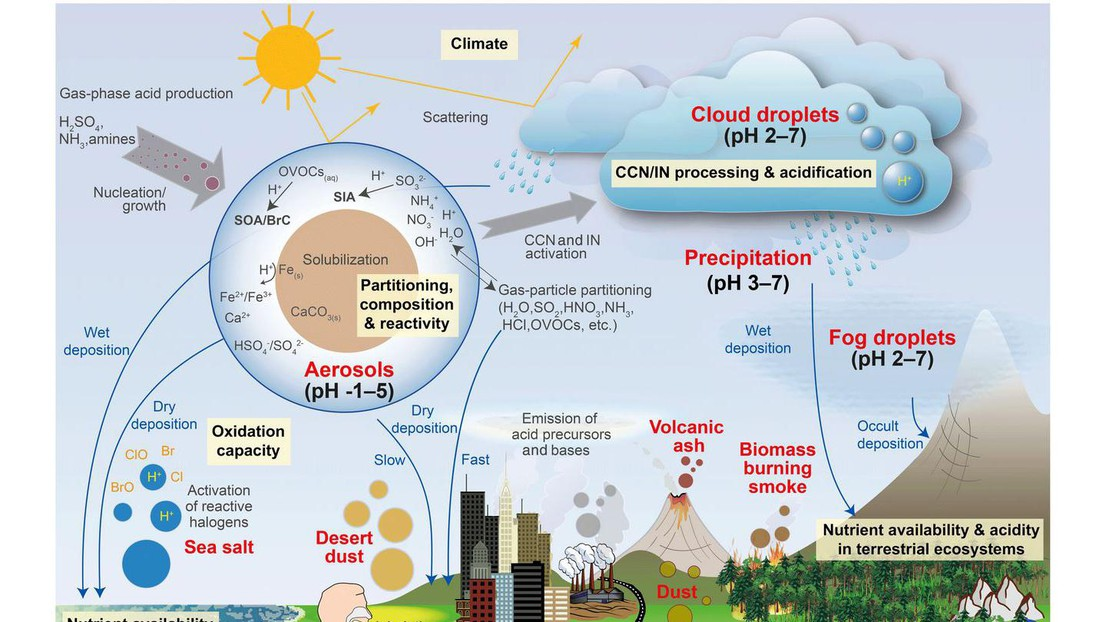 Climate
Gas-phase acid production
H₂SO₄,
NH₃,amines
Nucleation/
growth
Scattering
Cloud droplets
(pH 2–7)
CCN/IN processing & acidification
H⁺
OVOCs(aq)
H⁺
SOA/BrC
H⁺
SO₃²⁻
SIA
NH₄⁺
NO₃⁻
H⁺
OH⁻
H₂O
Solubilization
H⁺
Fe(s)
Fe²⁺/Fe³⁺
Ca²⁺
CaCO₃(s)
HSO₄⁻/SO₄²⁻
Partitioning,
composition
& reactivity
Aerosols
(pH -1–5)
CCN and IN
activation
Gas-particle partitioning
(H₂O,SO₂,HNO₃,NH₃,
HCl,OVOCs, etc.)
Precipitation
(pH 3–7)
Wet
deposition
Fog droplets
(pH 2–7)
Occult
deposition
Wet
deposition
Dry
deposition
Oxidation
capacity
ClO
Br
BrO
H⁺
Cl
H⁺
Activation
of reactive
halogens
Sea salt
Dry
deposition
Slow
Fast
Desert
dust
Emission of
acid precursors
and bases
Volcanic
ash
Biomass
burning
smoke
Dust
Nutrient availability & acidity
in terrestrial ecosystems
Nutrient availability